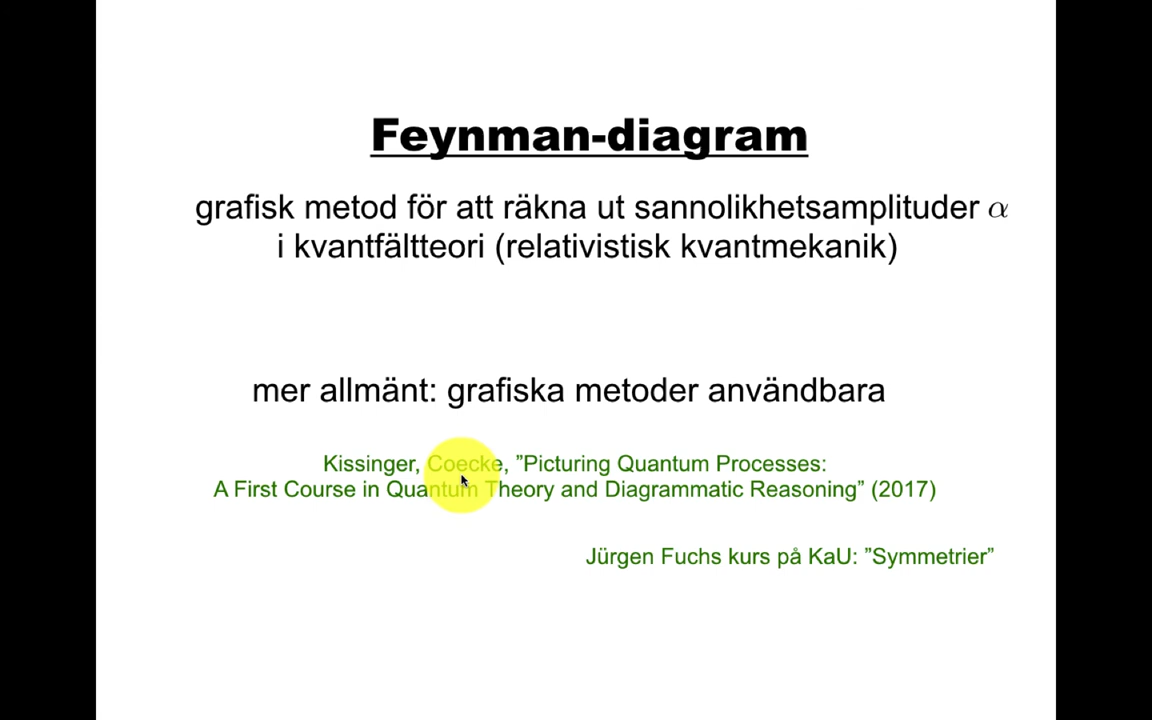 Feynman-diagram
grafisk metod för att räkna ut sannolikhetsamplituder α
i kvantfältteori (relativistisk kvantmekanik)
mer allmänt: grafiska metoder användbara
Kissinger, Coecke, ”Picturing Quantum Processes:
A First Course in Quantum Theory and Diagrammatic Reasoning” (2017)
Jürgen Fuchs kurs på KaU: ”Symmetrier”